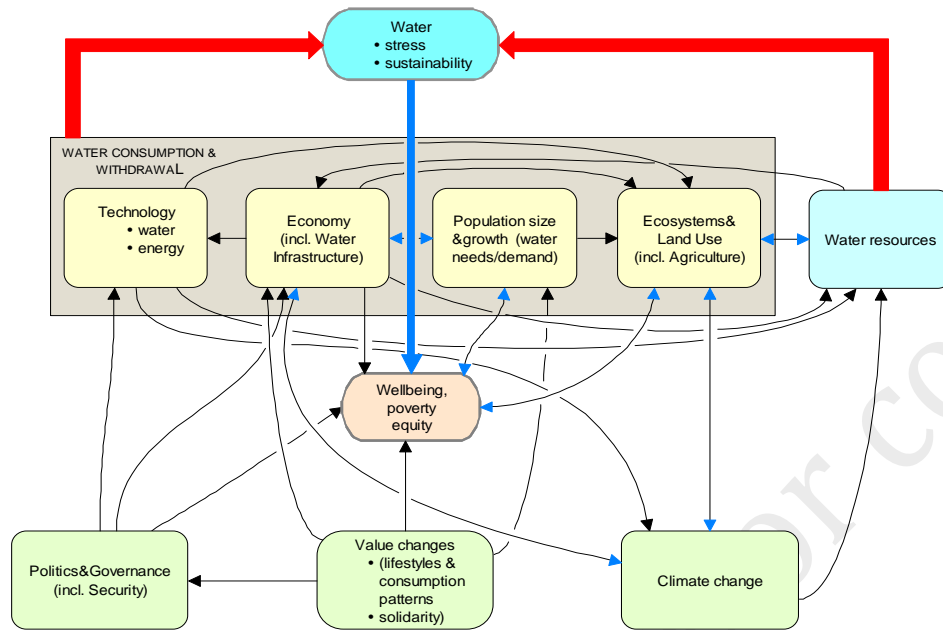 Water
• stress
• sustainability
WATER CONSUMPTION &
WITHDRAWAL
Technology
• water
• energy
Economy
(incl. Water
Infrastructure)
Population size
&growth (water
needs/demand)
Ecosystems&
Land Use
(incl. Agriculture)
Water resources
Wellbeing,
poverty
equity
Politics&Governance
(incl. Security)
Value changes
• (lifestyles &
consumption
patterns
• solidarity)
Climate change
or co